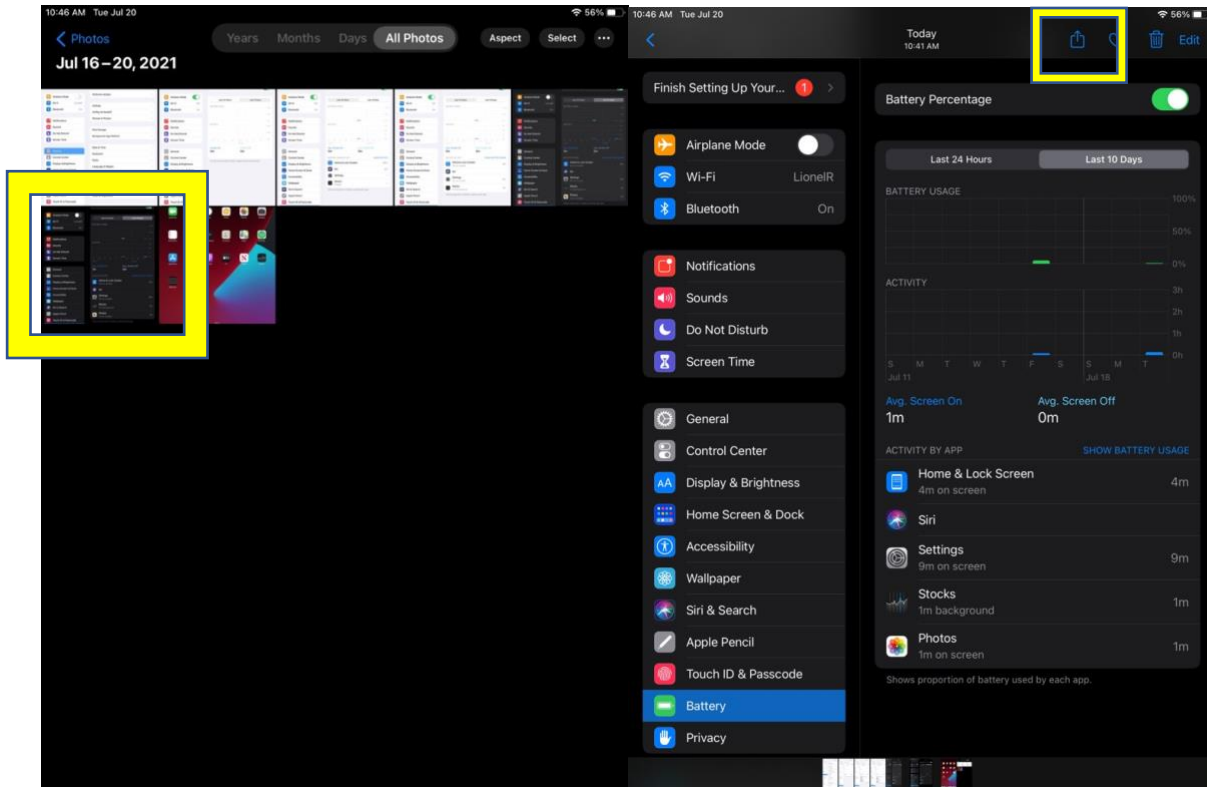 10:46 AM Tue Jul 20
56%
Photos
Years Months Days All Photos
Aspect Select
Jul 16–20, 2021
10:46 AM Tue Jul 20
56%
Today
10:41 AM
Edit
Finish Setting Up Your... 1
Airplane Mode
Wi-Fi LionelR
Bluetooth On
Notifications
Sounds
Do Not Disturb
Screen Time
General
Control Center
Display & Brightness
Home Screen & Dock
Accessibility
Wallpaper
Siri & Search
Apple Pencil
Touch ID & Passcode
Battery
Privacy
Battery Percentage
Last 24 Hours Last 10 Days
BATTERY USAGE
100%
50%
0%
ACTIVITY
3h
2h
1h
0h
S M T W T F S S M T
Jul 11 Jul 18
Avg. Screen On Avg. Screen Off
1m 0m
ACTIVITY BY APP SHOW BATTERY USAGE
Home & Lock Screen
4m on screen 4m
Siri
Settings
9m on screen 9m
Stocks
1m background 1m
Photos
1m on screen 1m
Shows proportion of battery used by each app.